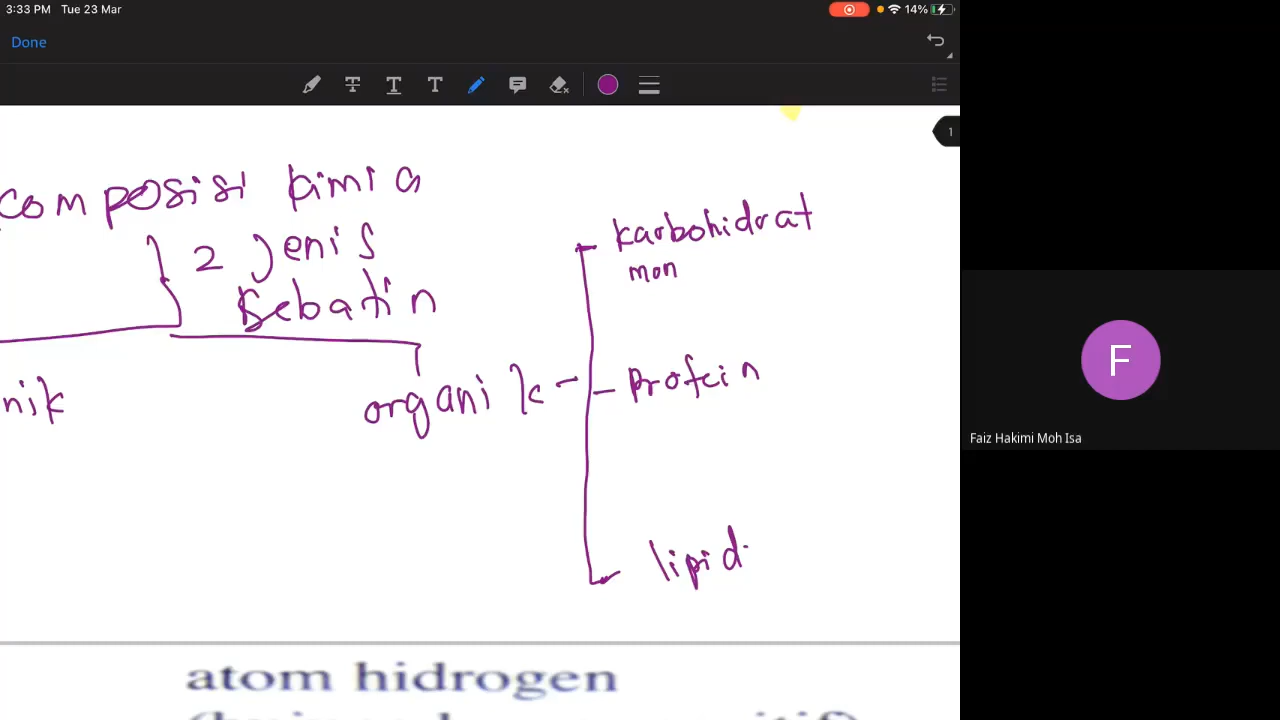 3:33 PM Tue 23 Mar
14%
Done
T T T
1
composisi kimia
2 Jenis
Sebatin
nik
organik
karbohidrat
mon
protein
lipid
atom hidrogen
F
Faiz Hakimi Moh Isa